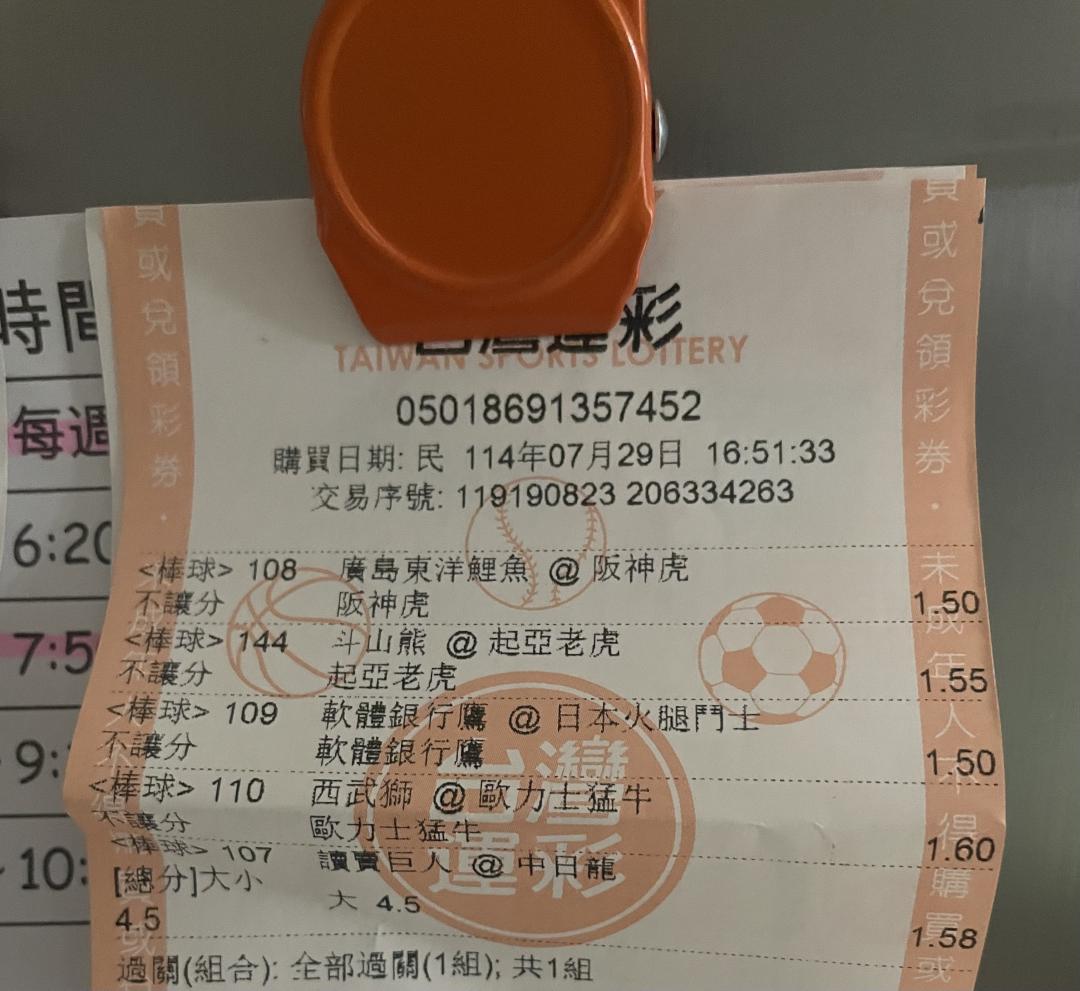 台灣運彩
TAIWAN SPORTS LOTTERY
05018691357452
購買日期: 民 114年07月29日 16:51:33
交易序號: 119190823 206334263
<棒球> 108 廣島東洋鯉魚 @ 阪神虎
不讓分 阪神虎 1.50
<棒球> 144 斗山熊 @ 起亞老虎
不讓分 起亞老虎 1.55
<棒球> 109 軟體銀行鷹 @ 日本火腿鬥士
不讓分 軟體銀行鷹 1.50
<棒球> 110 西武獅 @ 歐力士猛牛
不讓分 歐力士猛牛 1.60
<棒球> 107 讀賣巨人 @ 中日龍
[總分]大小 大 4.5
4.5 1.58
過關(組合): 全部過關(1組); 共1組
台灣
運彩
買或兌領彩券·
買或兌領彩券·未成年人不得購買或
時間
每週
6:20
7:5
9:
10: